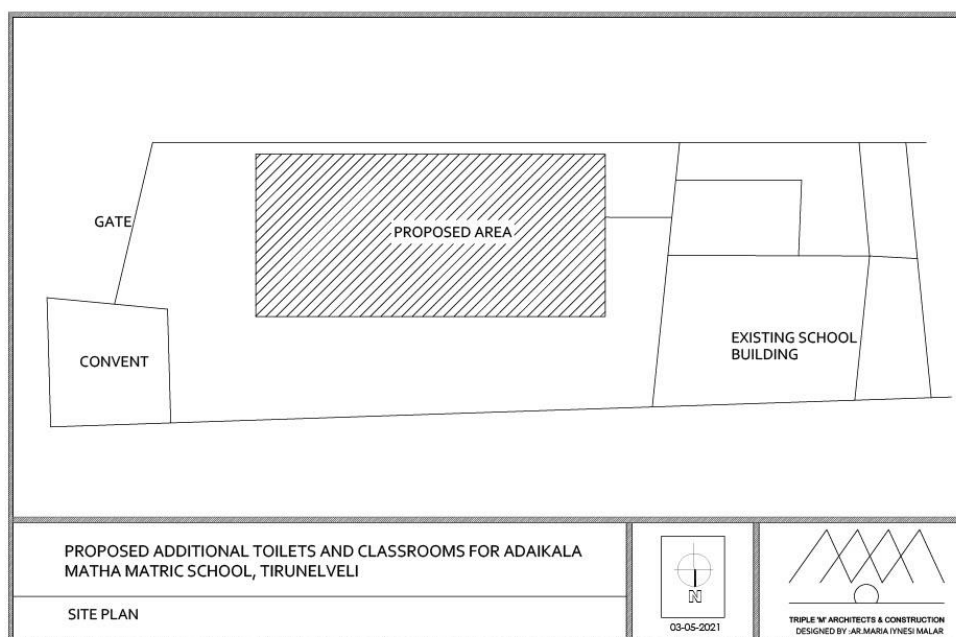 GATE
PROPOSED AREA
CONVENT
EXISTING SCHOOL
BUILDING
PROPOSED ADDITIONAL TOILETS AND CLASSROOMS FOR ADAIKALA
MATHA MATRIC SCHOOL, TIRUNELVELI
SITE PLAN
N
03-05-2021
TRIPLE 'M' ARCHITECTS & CONSTRUCTION
DESIGNED BY :AR.MARIA IYNESI MALAR